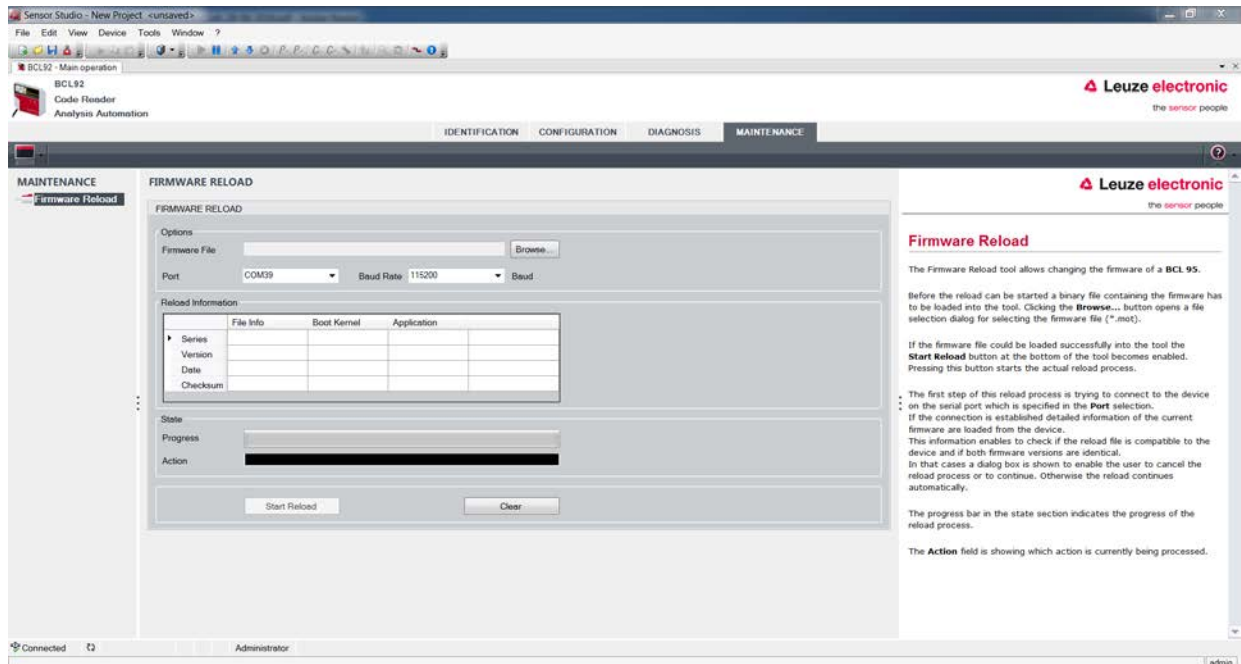 Sensor Studio - New Project <unsaved>
File Edit View Device Tools Window ?
BCL92 - Main operation
BCL92
Code Reader
Analysis Automation
Leuze electronic
the sensor people
IDENTIFICATION CONFIGURATION DIAGNOSIS MAINTENANCE
MAINTENANCE
Firmware Reload
FIRMWARE RELOAD
FIRMWARE RELOAD
Options
Firmware File Browse...
Port COM39 Baud Rate 115200 Baud
Reload Information
File Info Boot Kernel Application
Series
Version
Date
Checksum
State
Progress
Action
Start Reload Clear
Leuze electronic
the sensor people
Firmware Reload
The Firmware Reload tool allows changing the firmware of a BCL 95.
Before the reload can be started a binary file containing the firmware has
to be loaded into the tool. Clicking the Browse... button opens a file
selection dialog for selecting the firmware file (*.mot).
If the firmware file could be loaded successfully into the tool the
Start Reload button at the bottom of the tool becomes enabled.
Pressing this button starts the actual reload process.
The first step of this reload process is trying to connect to the device
on the serial port which is specified in the Port selection.
If the connection is established detailed information of the current
firmware are loaded from the device.
This information enables to check if the reload file is compatible to the
device and if both firmware versions are identical.
In that cases a dialog box is shown to enable the user to cancel the
reload process or to continue. Otherwise the reload continues
automatically.
The progress bar in the state section indicates the progress of the
reload process.
The Action field is showing which action is currently being processed.
Connected Administrator
admin